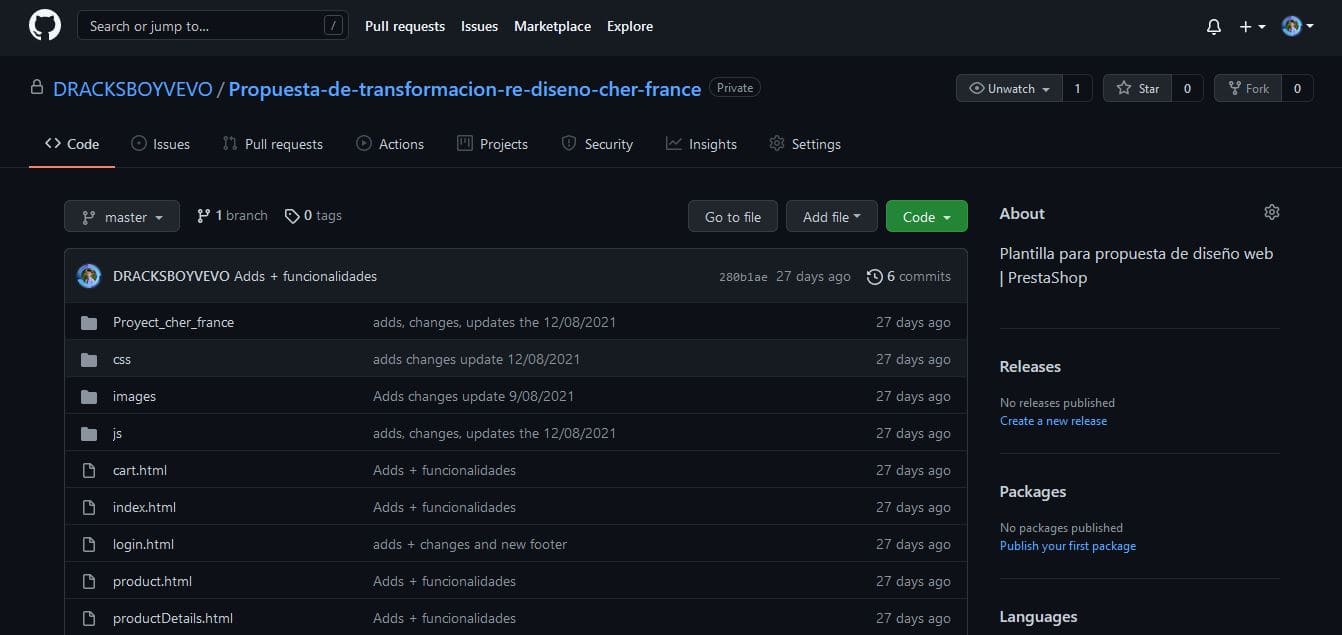 Search or jump to... /
Pull requests Issues Marketplace Explore
DRACKSBOYVEVO / Propuesta-de-transformacion-re-diseno-cher-france Private
Unwatch 1 Star 0 Fork 0
Code Issues Pull requests Actions Projects Security Insights Settings
master 1 branch 0 tags Go to file Add file Code
DRACKSBOYVEVO Adds + funcionalidades 280b1ae 27 days ago 6 commits
Proyect_cher_france adds, changes, updates the 12/08/2021 27 days ago
css adds changes update 12/08/2021 27 days ago
images Adds changes update 9/08/2021 27 days ago
js adds, changes, updates the 12/08/2021 27 days ago
cart.html Adds + funcionalidades 27 days ago
index.html Adds + funcionalidades 27 days ago
login.html adds + changes and new footer 27 days ago
product.html Adds + funcionalidades 27 days ago
productDetails.html Adds + funcionalidades 27 days ago
About
Plantilla para propuesta de diseño web
| PrestaShop
Releases
No releases published
Create a new release
Packages
No packages published
Publish your first package
Languages